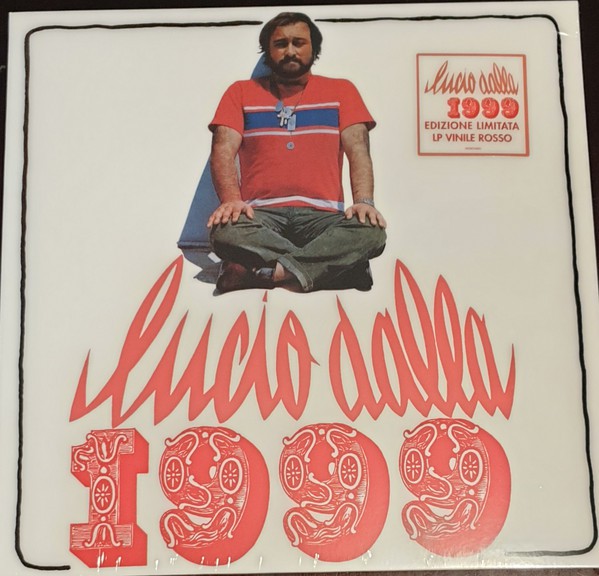 lucio dalla
1999
EDIZIONE LIMITATA
LP VINILE ROSSO
lucio dalla
1999